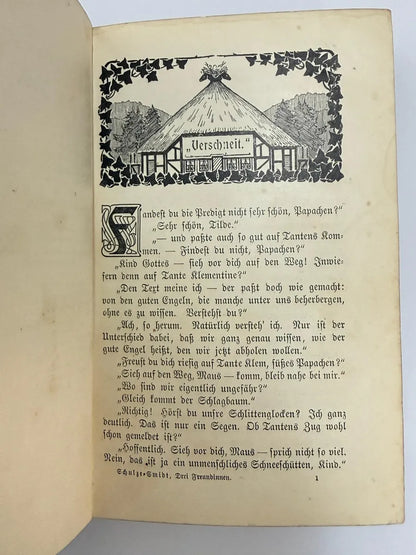 „Verschneit.“
„Fandest du die Predigt nicht sehr schön, Papachen?“
„Sehr schön, Tilde.“
„— und paßte auch so gut auf Tantens Kom-
men. — Findest du nicht, Papachen?“
„Kind Gottes — sieh vor dich auf den Weg! Inwie-
fern denn auf Tante Klementine?“
„Den Text meine ich — der paßt doch wie gemacht:
von den guten Engeln, die manche unter uns beherbergen,
ohne es zu wissen. Verstehst du?“
„Ach, so herum. Natürlich versteh' ich. Nur ist der
Unterschied dabei, daß wir ganz genau wissen, wie der
gute Engel heißt, den wir jetzt abholen wollen.“
„Freust du dich riesig auf Tante Klem, süßes Papachen?“
„Sieh auf den Weg, Maus — komm, bleib nahe bei mir.“
„Wo sind wir eigentlich ungefähr?“
„Gleich kommt der Schlagbaum.“
„Richtig! Hörst du unsre Schlittenglocken? Ich ganz
deutlich. Das ist nur ein Segen. Ob Tantens Zug wohl
schon gemeldet ist?“
„Hoffentlich. Sieh vor dich, Maus — sprich nicht so viel.
Nein, das ist ja ein unmenschliches Schneeschütten, Kind.“
Schulze-Smidt, Drei Freundinnen. 1